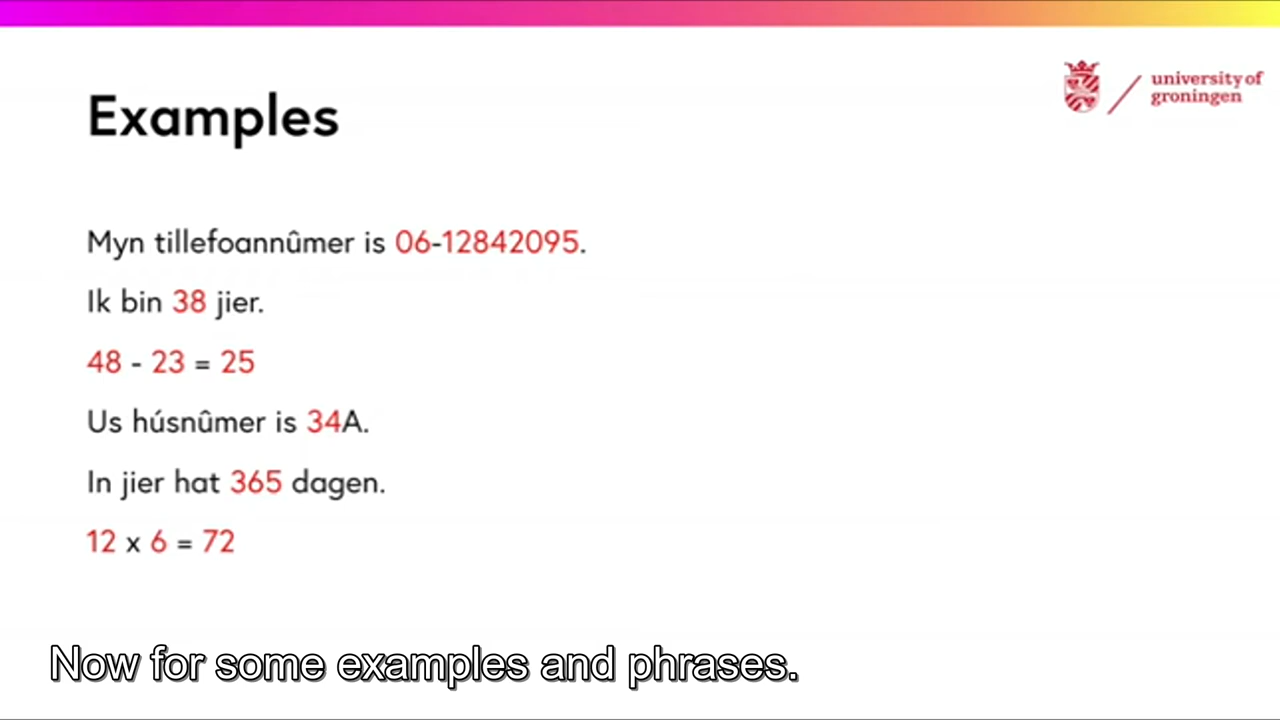 Examples
university of
groningen
Myn tillefoannûmer is 06-12842095.
Ik bin 38 jier.
48 - 23 = 25
Us húsnûmer is 34A.
In jier hat 365 dagen.
12 x 6 = 72
Now for some examples and phrases.